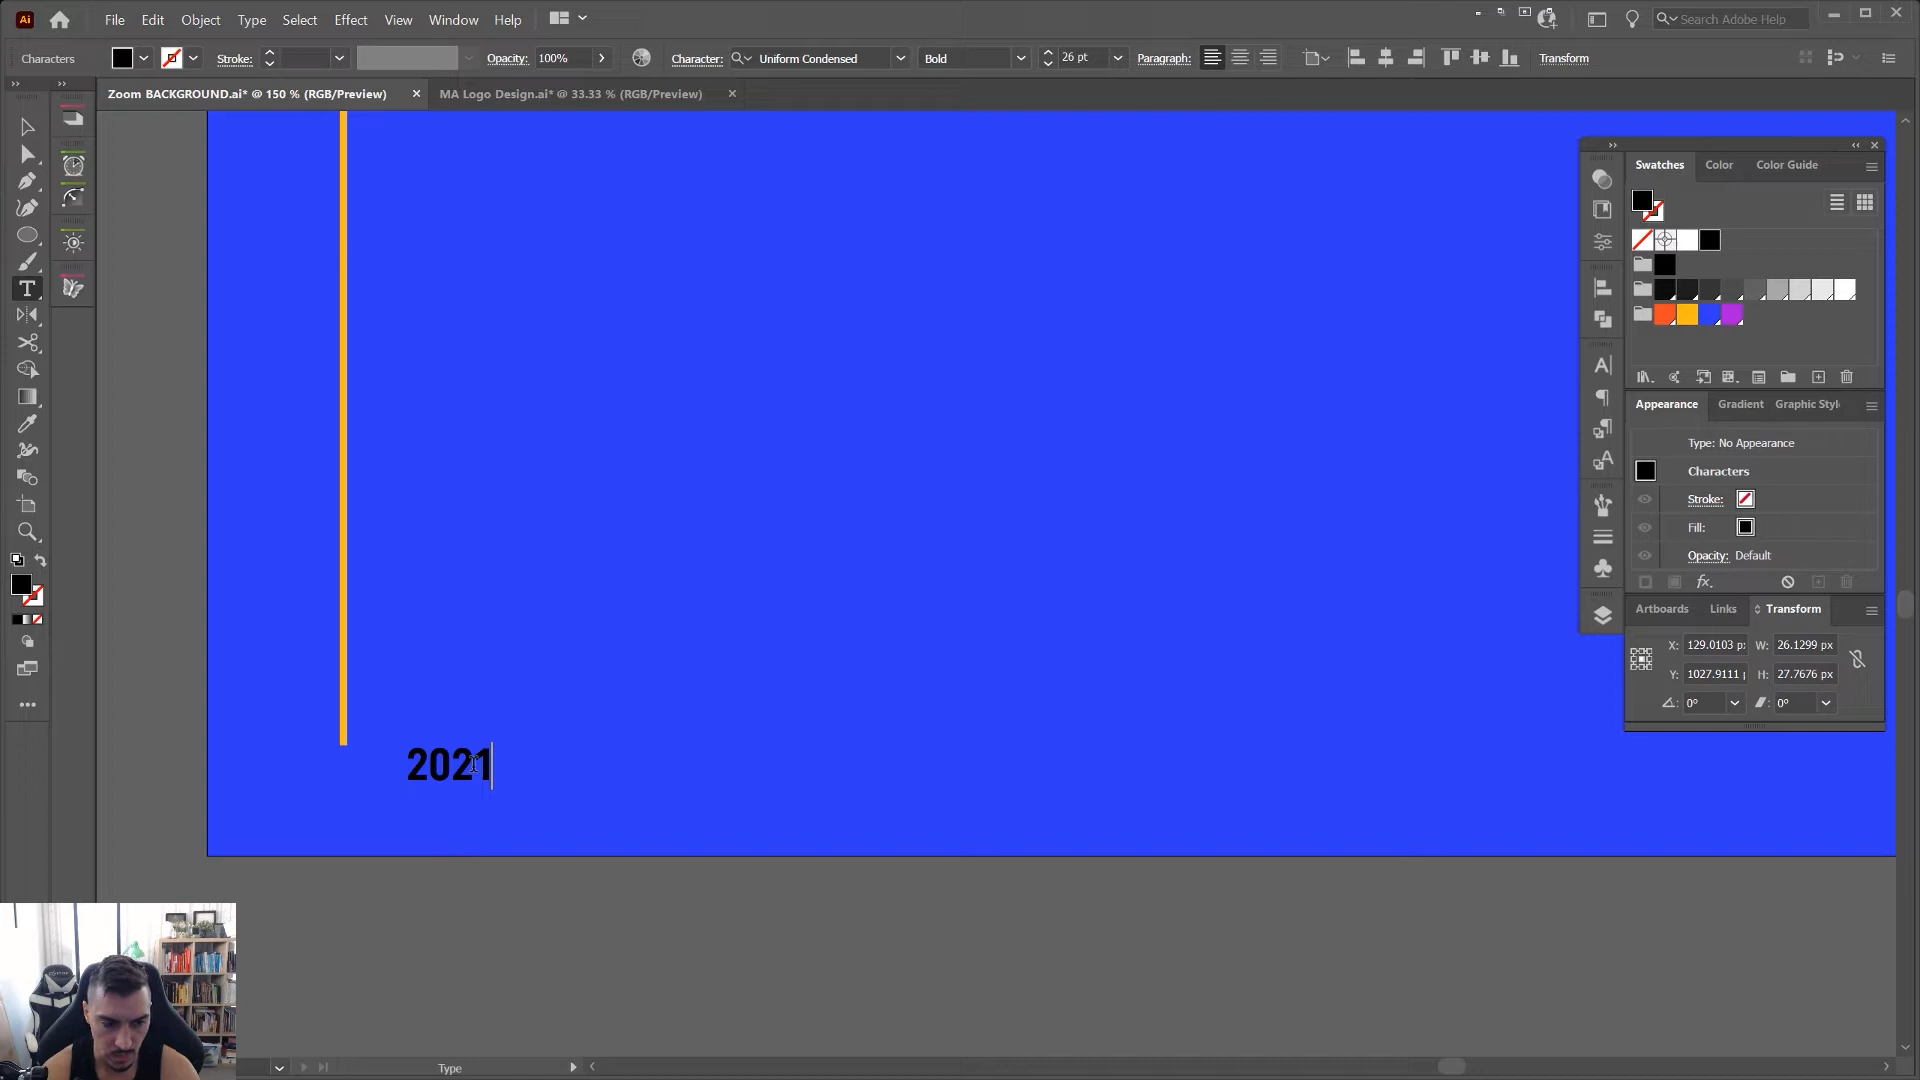 Ai File Edit Object Type Select Effect View Window Help Search Adobe Help
Characters Stroke: Opacity: 100% Character: Uniform Condensed Bold 26 pt Paragraph: Transform
Zoom BACKGROUND.ai* @ 150 % (RGB/Preview) × MA Logo Design.ai* @ 33.33 % (RGB/Preview) ×
Swatches Color Color Guide
Appearance Gradient Graphic Styl
Type: No Appearance
Characters
Stroke:
Fill:
Opacity: Default
fx.
Artboards Links Transform
X: 129.0103 p: W: 26.1299 px
Y: 1027.9111 H: 27.7676 px
0° 0°
2021
Type